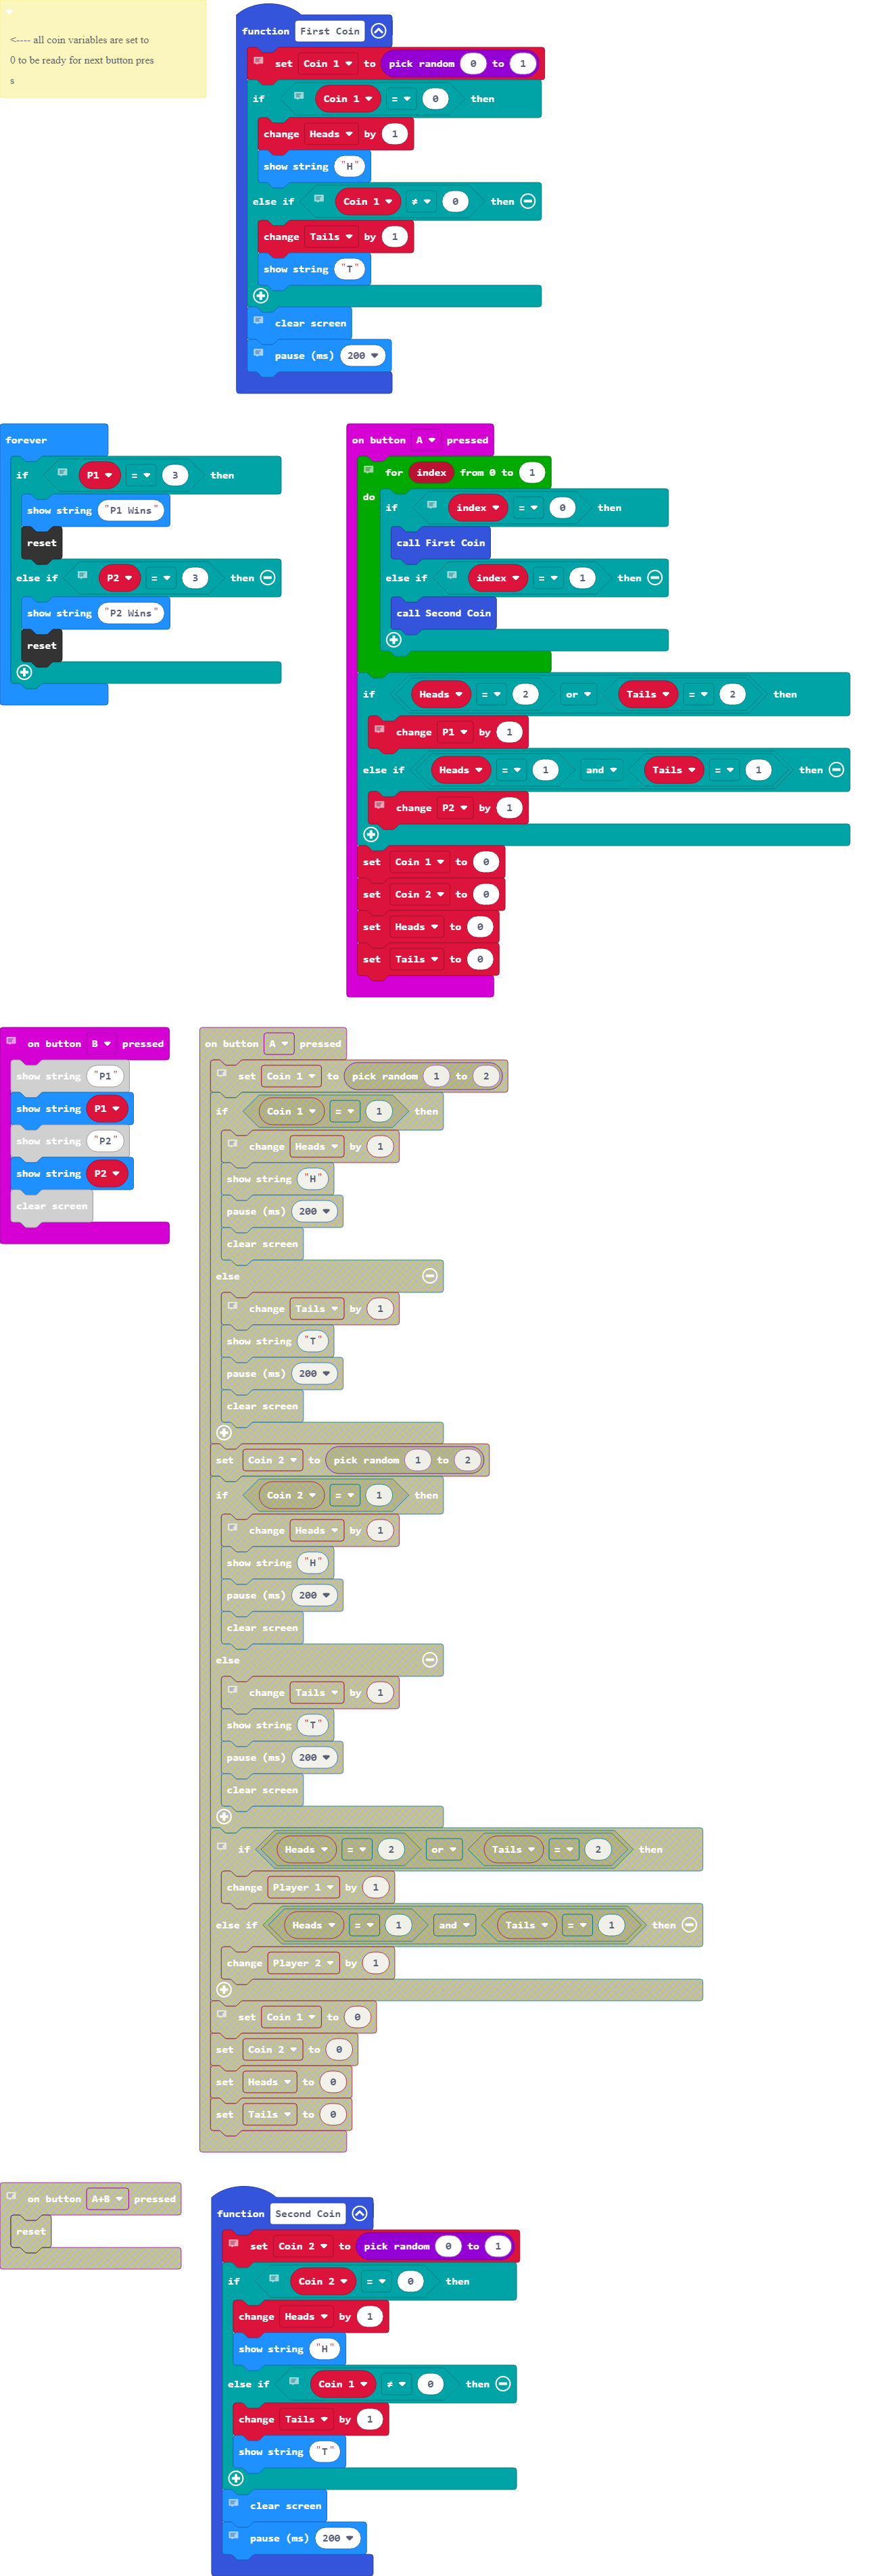 <---- all coin variables are set to
0 to be ready for next button pres
s
function First Coin
set Coin 1 to pick random 0 to 1
if Coin 1 = 0 then
change Heads by 1
show string "H"
else if Coin 1 ≠ 0 then
change Tails by 1
show string "T"
clear screen
pause (ms) 200
forever
if P1 = 3 then
show string "P1 Wins"
reset
else if P2 = 3 then
show string "P2 Wins"
reset
on button A pressed
for index from 0 to 1
do
if index = 0 then
call First Coin
else if index = 1 then
call Second Coin
if Heads = 2 or Tails = 2 then
change P1 by 1
else if Heads = 1 and Tails = 1 then
change P2 by 1
set Coin 1 to 0
set Coin 2 to 0
set Heads to 0
set Tails to 0
on button B pressed
show string "P1"
show string P1
show string "P2"
show string P2
clear screen
on button A pressed
set Coin 1 to pick random 1 to 2
if Coin 1 = 1 then
change Heads by 1
show string "H"
pause (ms) 200
clear screen
else
change Tails by 1
show string "T"
pause (ms) 200
clear screen
set Coin 2 to pick random 1 to 2
if Coin 2 = 1 then
change Heads by 1
show string "H"
pause (ms) 200
clear screen
else
change Tails by 1
show string "T"
pause (ms) 200
clear screen
if Heads = 2 or Tails = 2 then
change Player 1 by 1
else if Heads = 1 and Tails = 1 then
change Player 2 by 1
set Coin 1 to 0
set Coin 2 to 0
set Heads to 0
set Tails to 0
on button A+B pressed
reset
function Second Coin
set Coin 2 to pick random 0 to 1
if Coin 2 = 0 then
change Heads by 1
show string "H"
else if Coin 1 ≠ 0 then
change Tails by 1
show string "T"
clear screen
pause (ms) 200